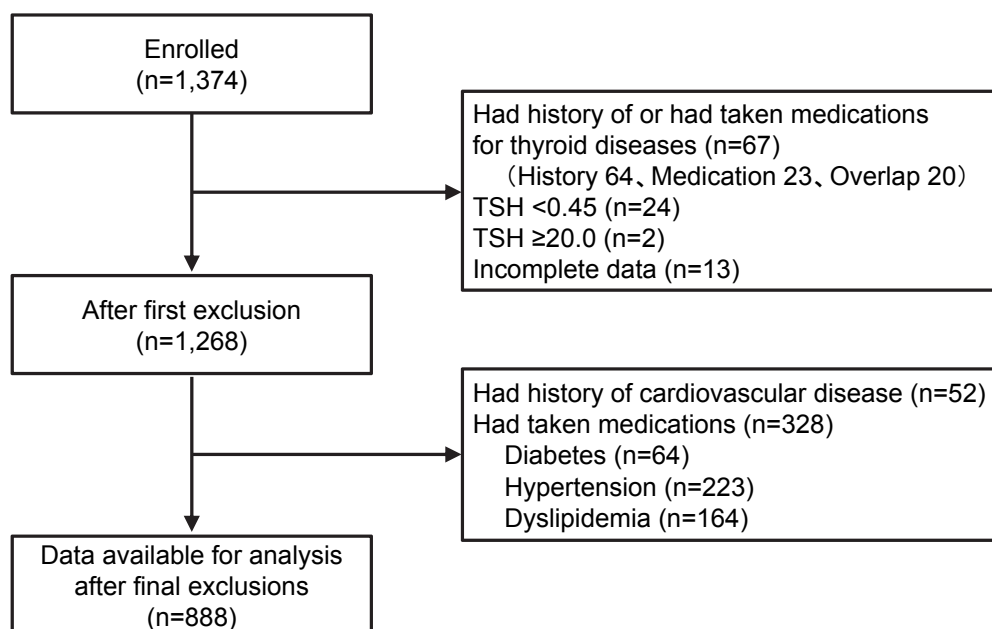 Enrolled
(n=1,374)
Had history of or had taken medications
for thyroid diseases (n=67)
（History 64、Medication 23、Overlap 20）
TSH <0.45 (n=24)
TSH ≥20.0 (n=2)
Incomplete data (n=13)
After first exclusion
(n=1,268)
Had history of cardiovascular disease (n=52)
Had taken medications (n=328)
Diabetes (n=64)
Hypertension (n=223)
Dyslipidemia (n=164)
Data available for analysis
after final exclusions
(n=888)